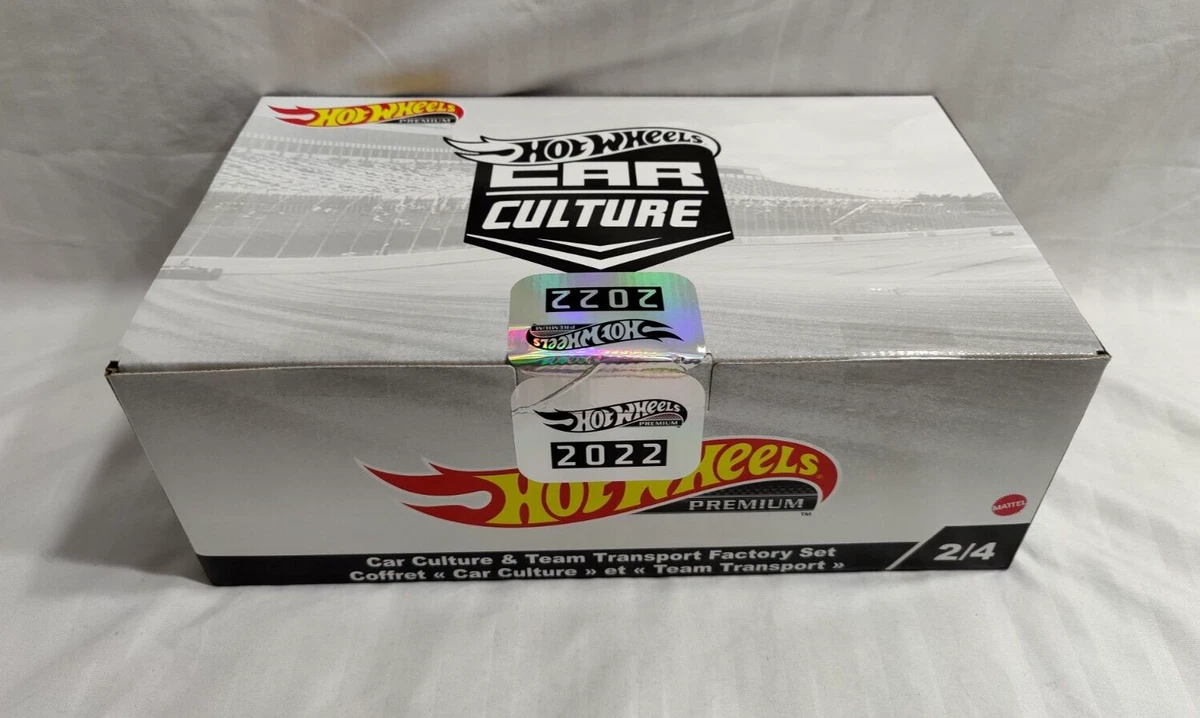 HOT WHEELS
PREMIUM
HOT WHEELS
CAR
CULTURE
2022
HOT WHEELS
PREMIUM
HOT WHEELS
PREMIUM
2022
HOT WHEELS
PREMIUM™
MATTEL
Car Culture & Team Transport Factory Set
Coffret « Car Culture » et « Team Transport »
2/4